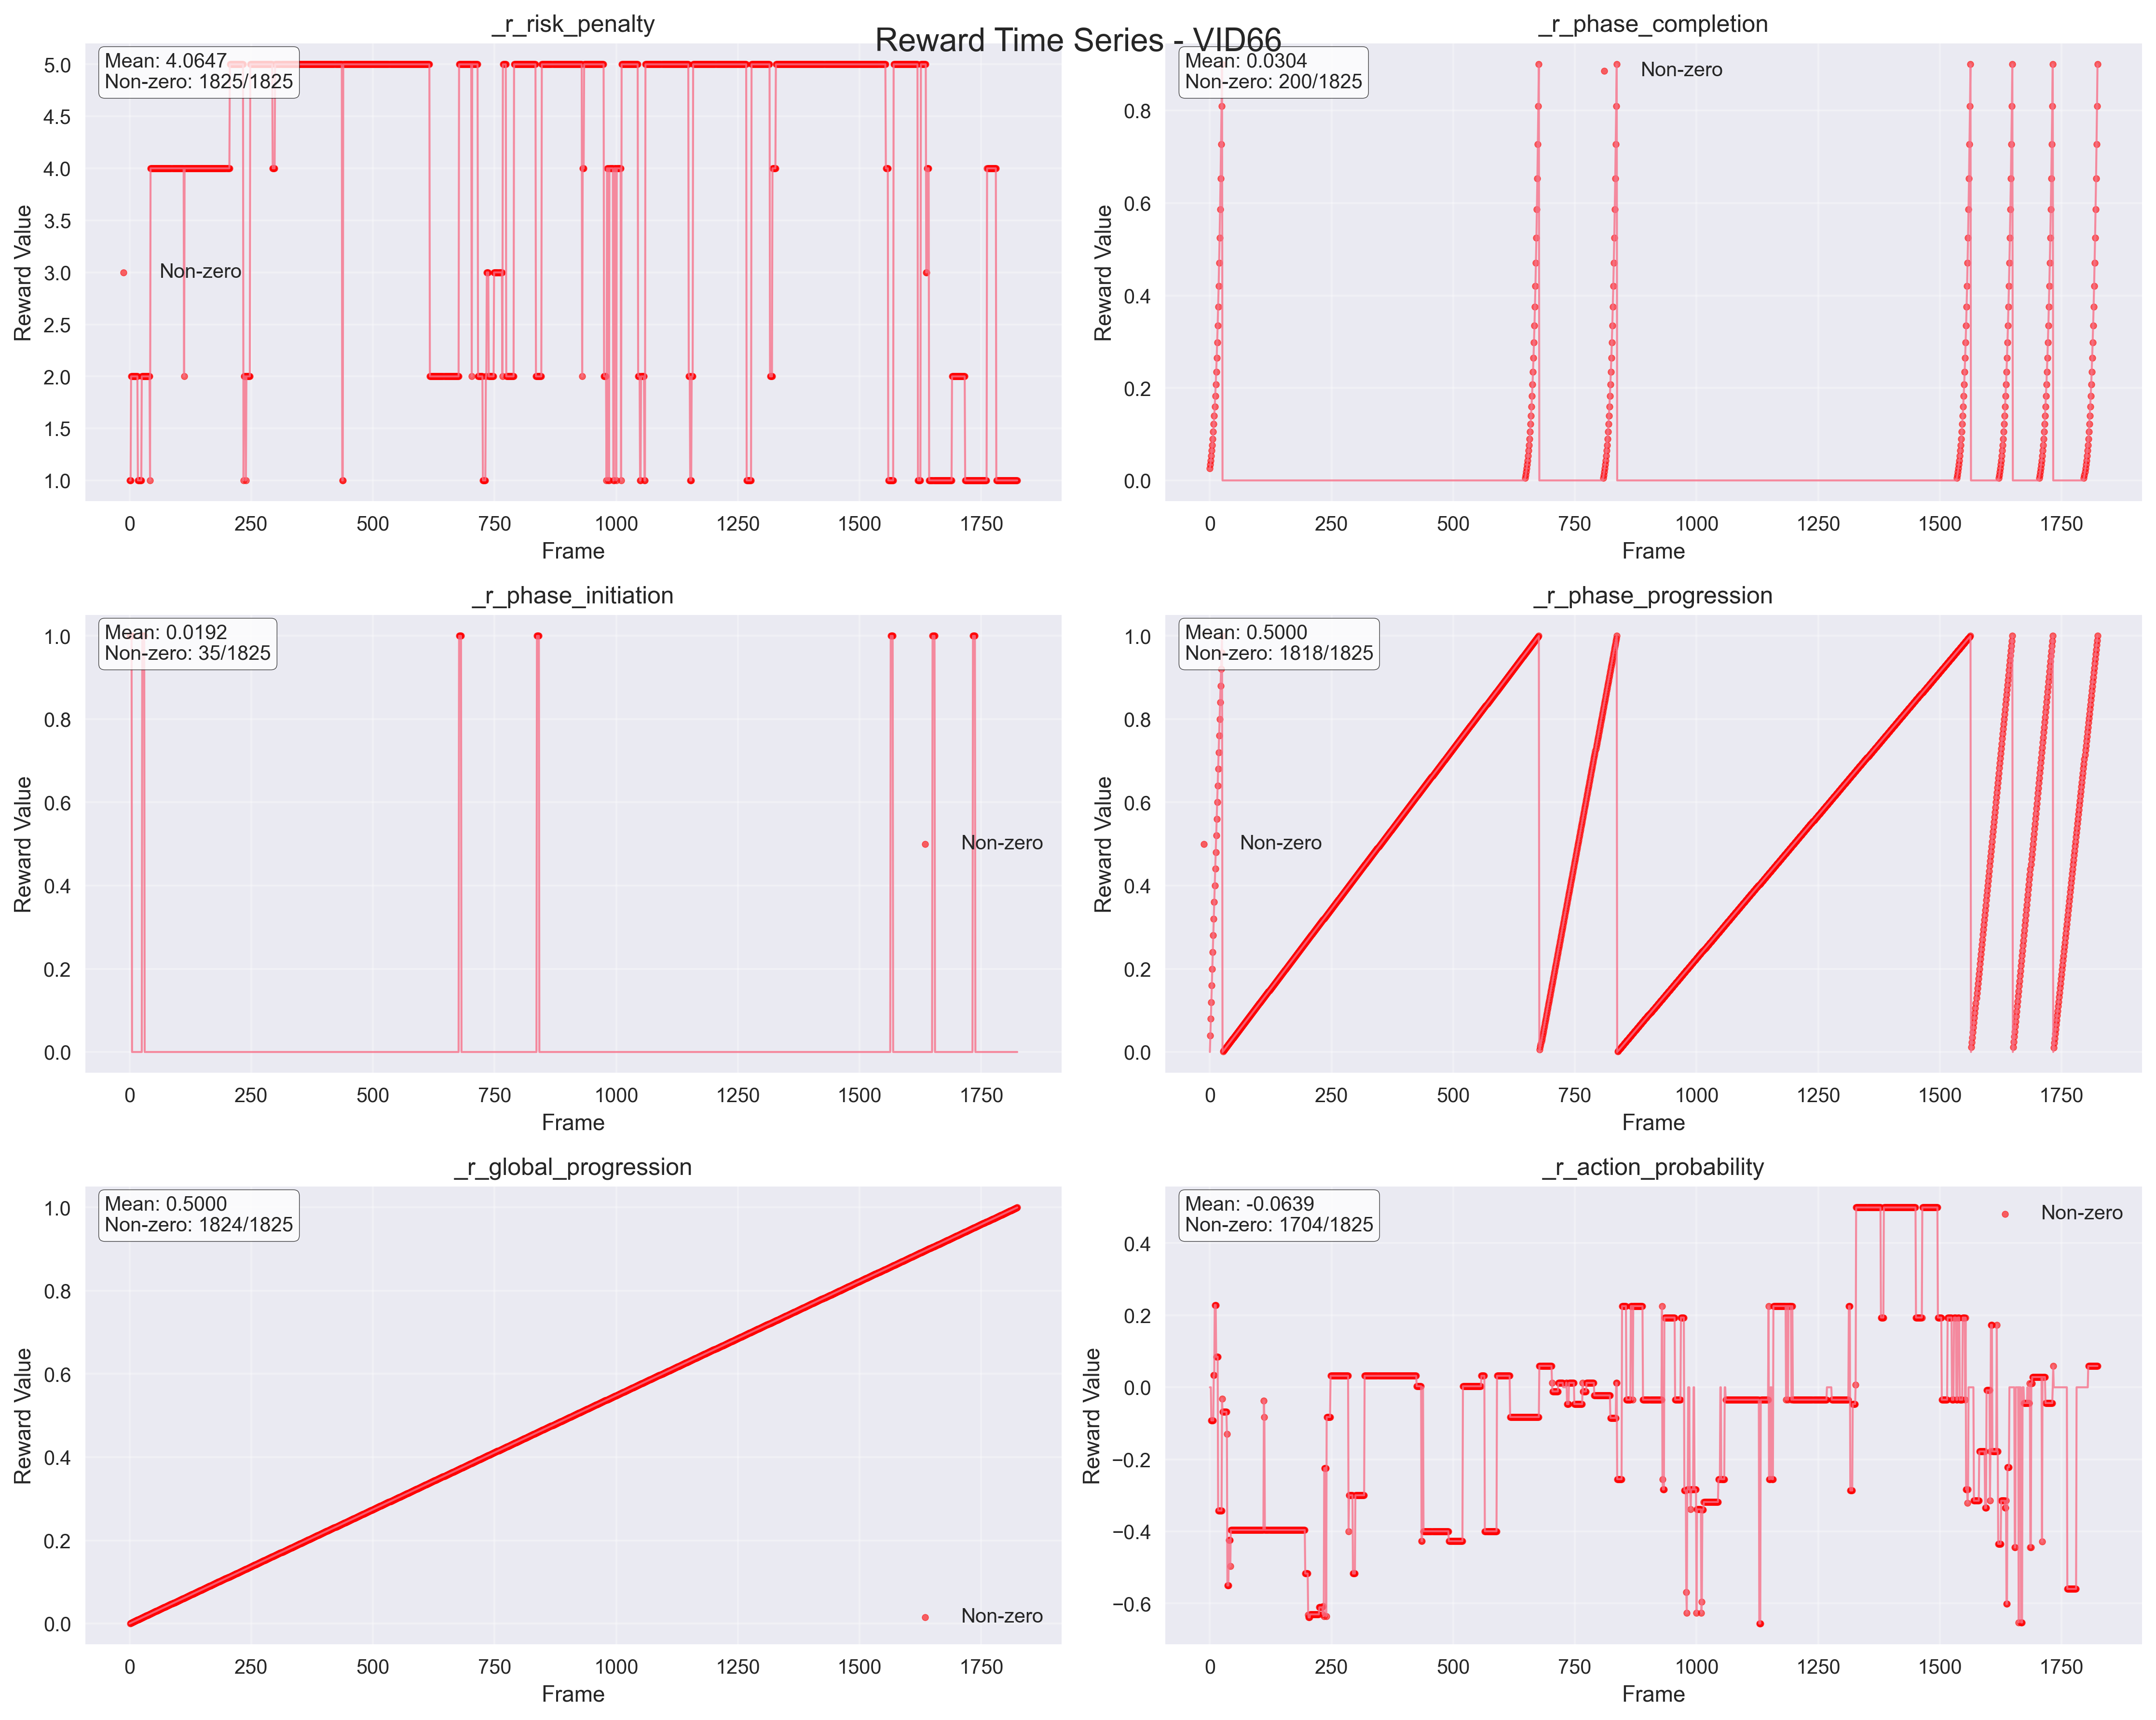 Reward Time Series - VID66
_r_risk_penalty
Mean: 4.0647
Non-zero: 1825/1825
Non-zero
Reward Value
5.0
4.5
4.0
3.5
3.0
2.5
2.0
1.5
1.0
0 250 500 750 1000 1250 1500 1750
Frame
_r_phase_completion
Mean: 0.0304
Non-zero: 200/1825
Non-zero
Reward Value
0.8
0.6
0.4
0.2
0.0
0 250 500 750 1000 1250 1500 1750
Frame
_r_phase_initiation
Mean: 0.0192
Non-zero: 35/1825
Non-zero
Reward Value
1.0
0.8
0.6
0.4
0.2
0.0
0 250 500 750 1000 1250 1500 1750
Frame
_r_phase_progression
Mean: 0.5000
Non-zero: 1818/1825
Non-zero
Reward Value
1.0
0.8
0.6
0.4
0.2
0.0
0 250 500 750 1000 1250 1500 1750
Frame
_r_global_progression
Mean: 0.5000
Non-zero: 1824/1825
Non-zero
Reward Value
1.0
0.8
0.6
0.4
0.2
0.0
0 250 500 750 1000 1250 1500 1750
Frame
_r_action_probability
Mean: -0.0639
Non-zero: 1704/1825
Non-zero
Reward Value
0.4
0.2
0.0
−0.2
−0.4
−0.6
0 250 500 750 1000 1250 1500 1750
Frame